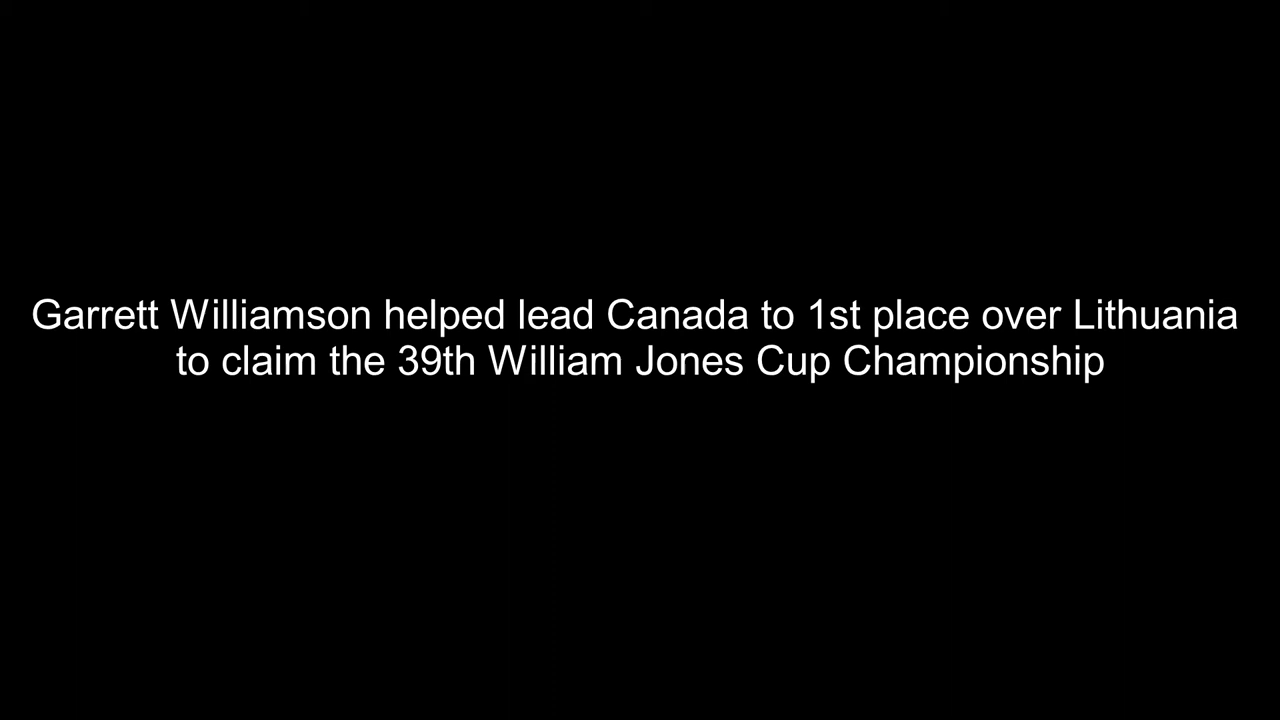 Garrett Williamson helped lead Canada to 1st place over Lithuania
to claim the 39th William Jones Cup Championship